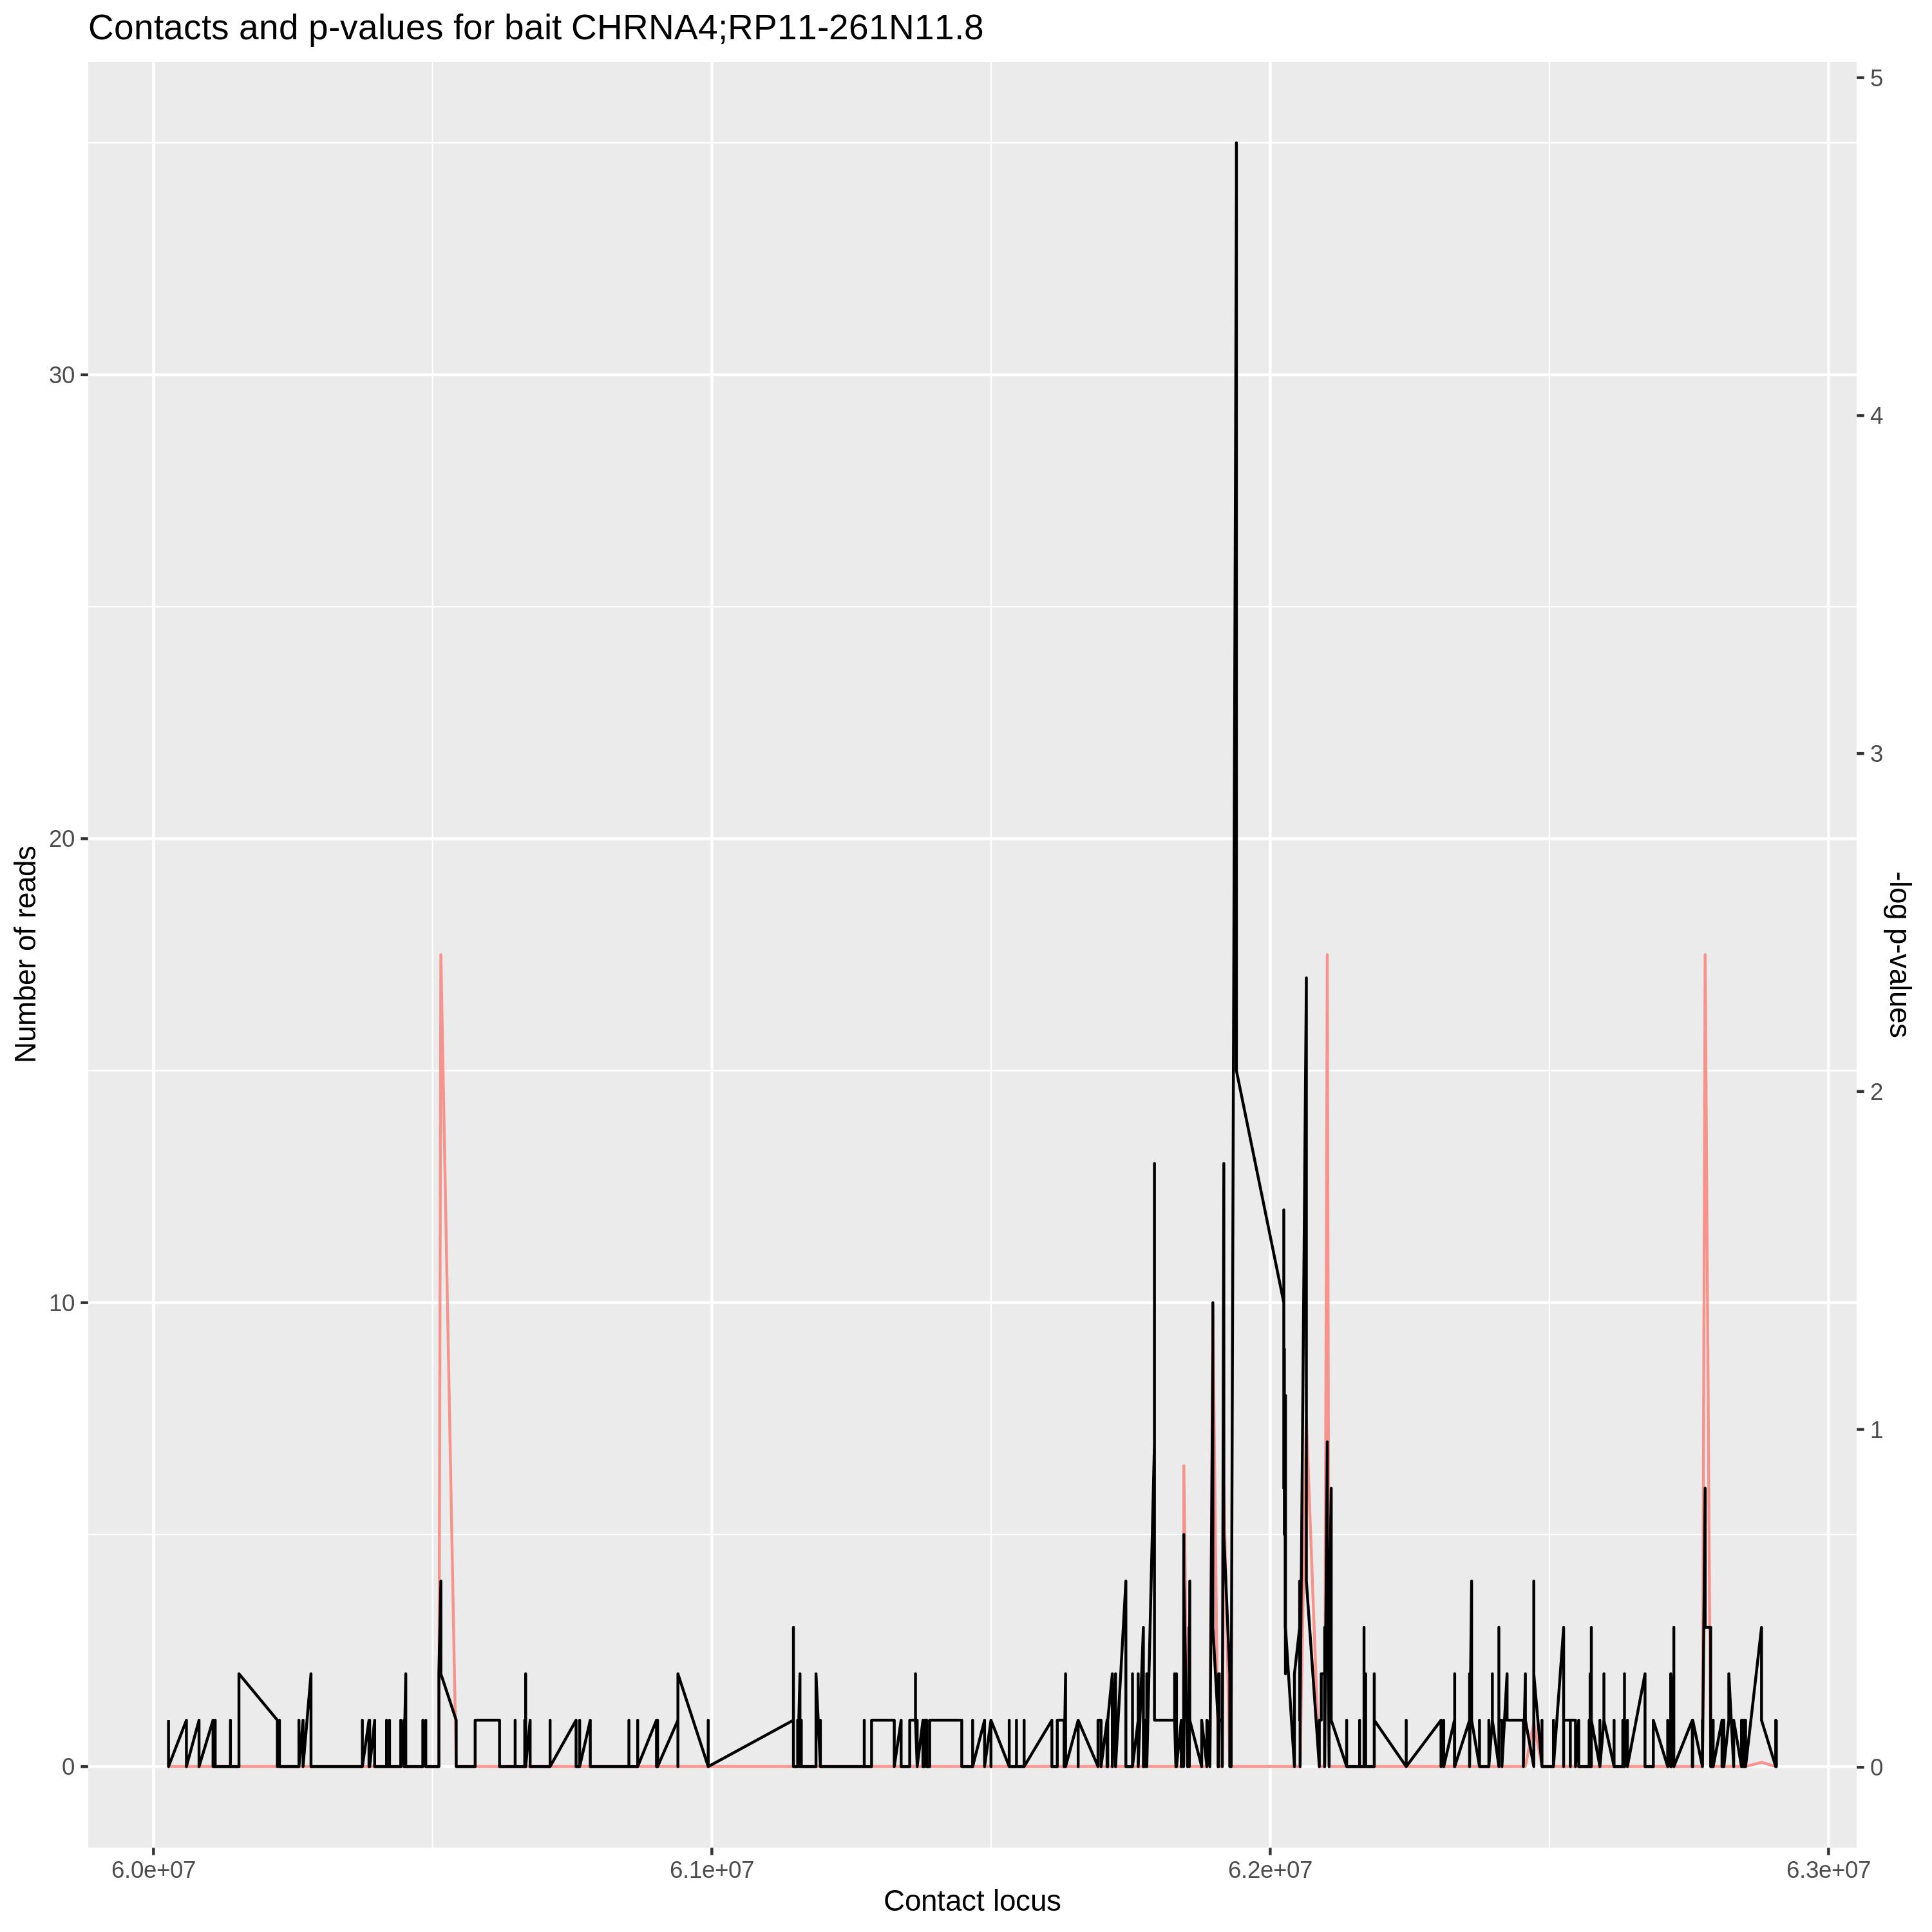 Contacts and p-values for bait CHRNA4;RP11-261N11.8
5
30
4
3
20
Number of reads
-log p-values
2
10
1
0
0
6.0e+07
6.1e+07
6.2e+07
6.3e+07
Contact locus